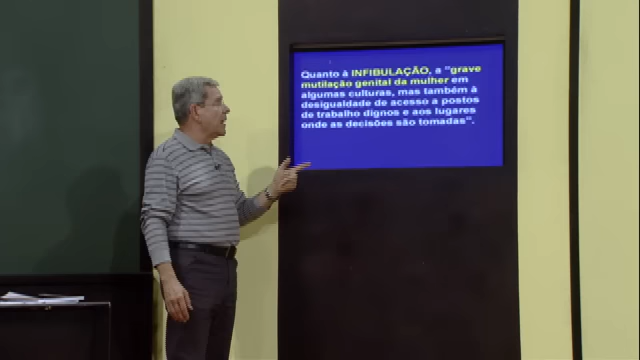 Quanto à INFIBULAÇÃO, a "grave
mutilação genital da mulher em
algumas culturas, mas também à
desigualdade de acesso a postos
de trabalho dignos e aos lugares
onde as decisões são tomadas".